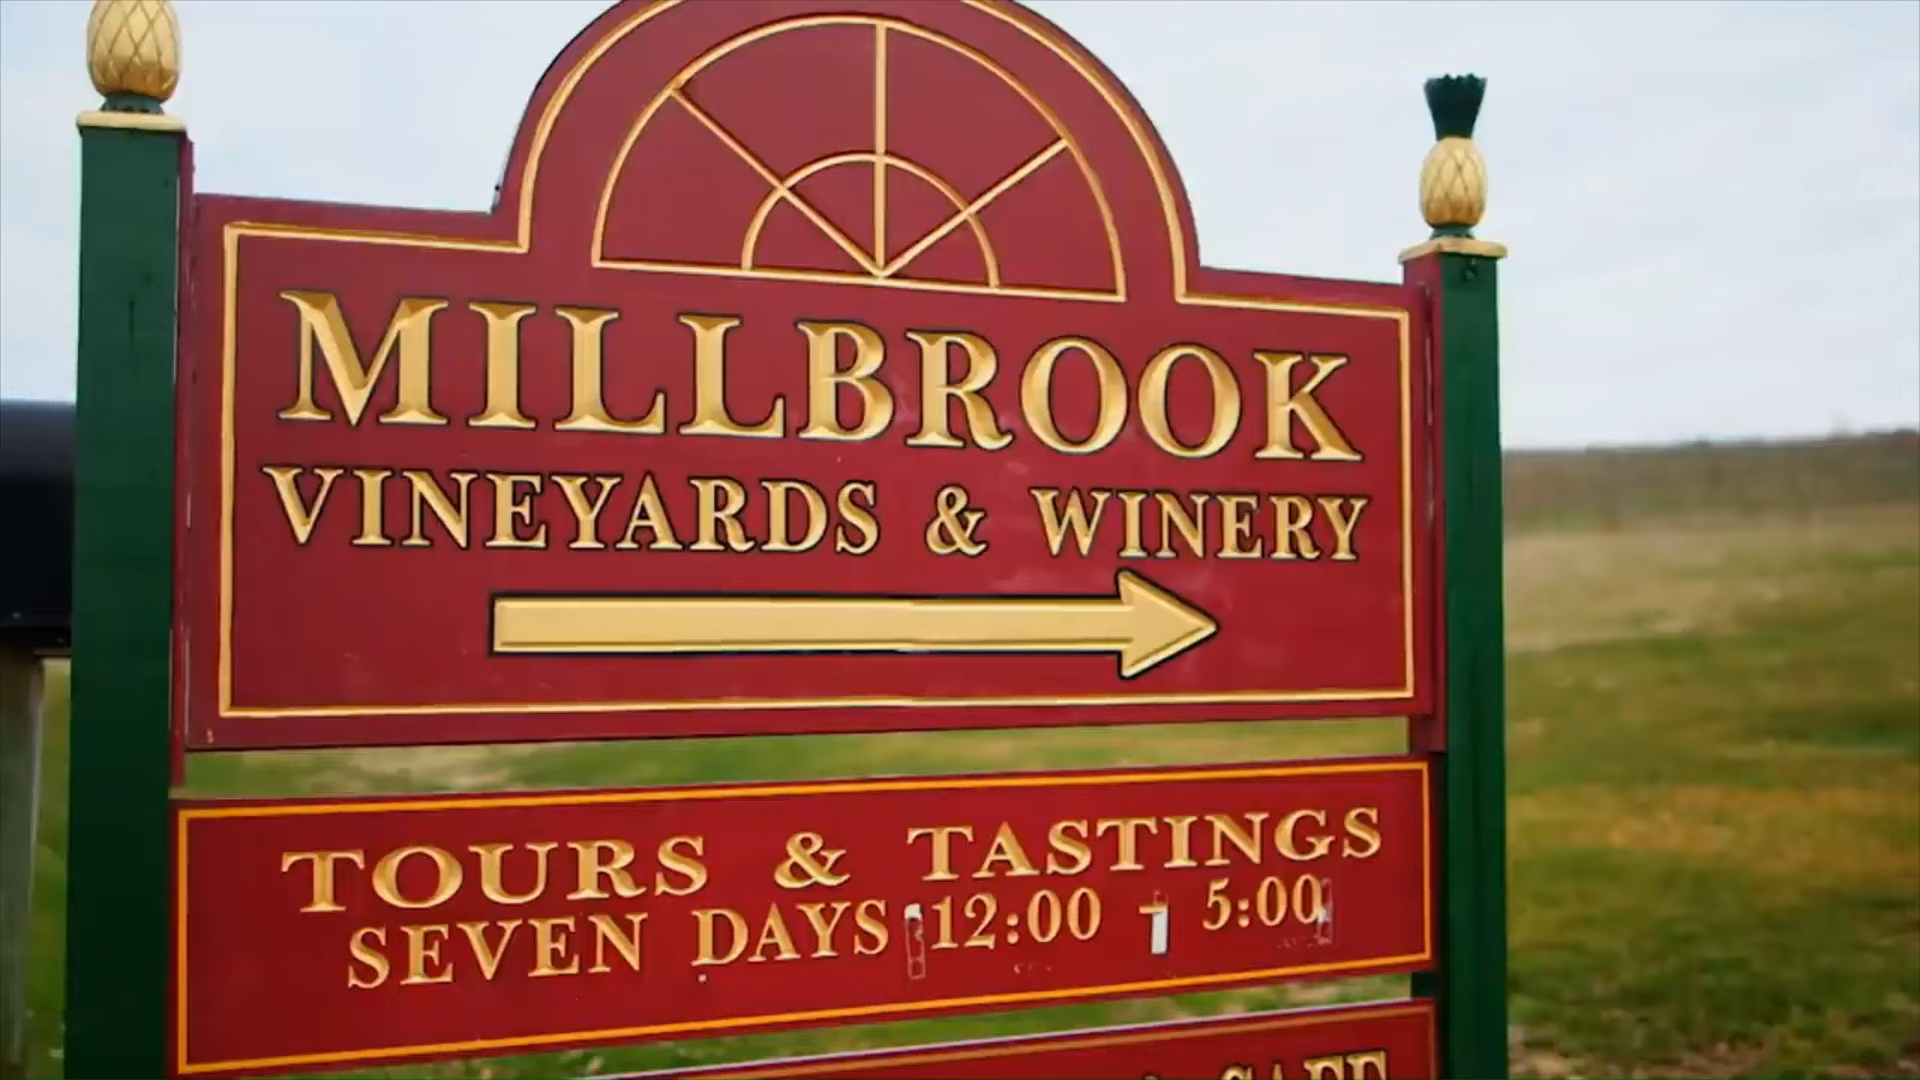 MILLBROOK
VINEYARDS & WINERY
TOURS & TASTINGS
SEVEN DAYS 12:00 - 5:00